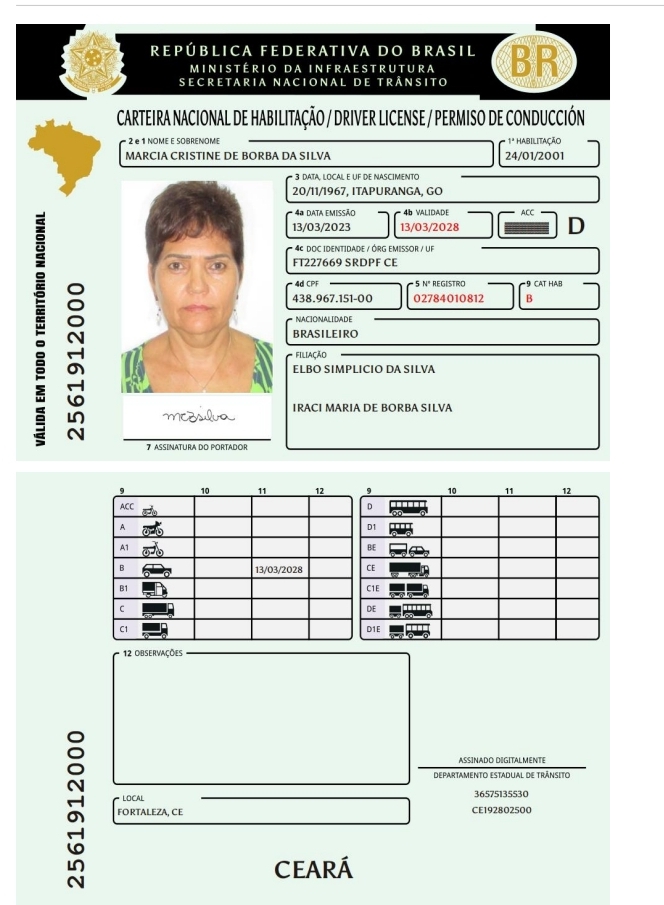 REPÚBLICA FEDERATIVA DO BRASIL
MINISTÉRIO DA INFRAESTRUTURA
SECRETARIA NACIONAL DE TRÂNSITO
BR
CARTEIRA NACIONAL DE HABILITAÇÃO / DRIVER LICENSE / PERMISO DE CONDUCCIÓN
2 e 1 NOME E SOBRENOME
MARCIA CRISTINE DE BORBA DA SILVA
1ª HABILITAÇÃO
24/01/2001
3 DATA, LOCAL E UF DE NASCIMENTO
20/11/1967, ITAPURANGA, GO
4a DATA EMISSÃO
13/03/2023
4b VALIDADE
13/03/2028
ACC
D
4c DOC IDENTIDADE / ÓRG EMISSOR / UF
FT227669 SRDPF CE
4d CPF
438.967.151-00
5 Nº REGISTRO
02784010812
9 CAT HAB
B
NACIONALIDADE
BRASILEIRO
FILIAÇÃO
ELBO SIMPLICIO DA SILVA
IRACI MARIA DE BORBA SILVA
mcBsilva
7 ASSINATURA DO PORTADOR
VÁLIDA EM TODO O TERRITÓRIO NACIONAL
2561912000
9 10 11 12 9 10 11 12
ACC D
A D1
A1 BE
B 13/03/2028 CE
B1 C1E
C DE
C1 D1E
12 OBSERVAÇÕES
2561912000
ASSINADO DIGITALMENTE
DEPARTAMENTO ESTADUAL DE TRÂNSITO
36575135530
CE192802500
LOCAL
FORTALEZA, CE
CEARÁ